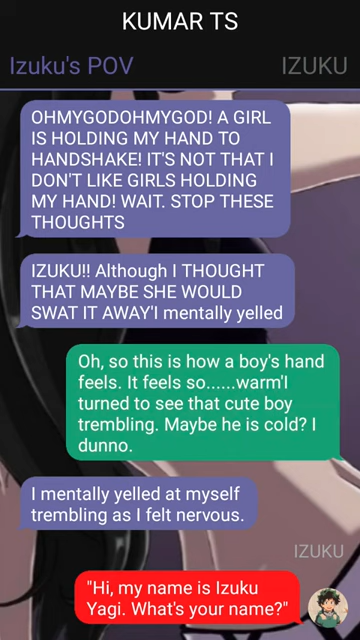 KUMAR TS
Izuku's POV
IZUKU
OHMYGODOHMYGOD! A GIRL
IS HOLDING MY HAND TO
HANDSHAKE! IT'S NOT THAT I
DON'T LIKE GIRLS HOLDING
MY HAND! WAIT. STOP THESE
THOUGHTS
IZUKU!! Although I THOUGHT
THAT MAYBE SHE WOULD
SWAT IT AWAY'I mentally yelled
Oh, so this is how a boy's hand
feels. It feels so......warm'I
turned to see that cute boy
trembling. Maybe he is cold? I
dunno.
I mentally yelled at myself
trembling as I felt nervous.
IZUKU
"Hi, my name is Izuku
Yagi. What's your name?"